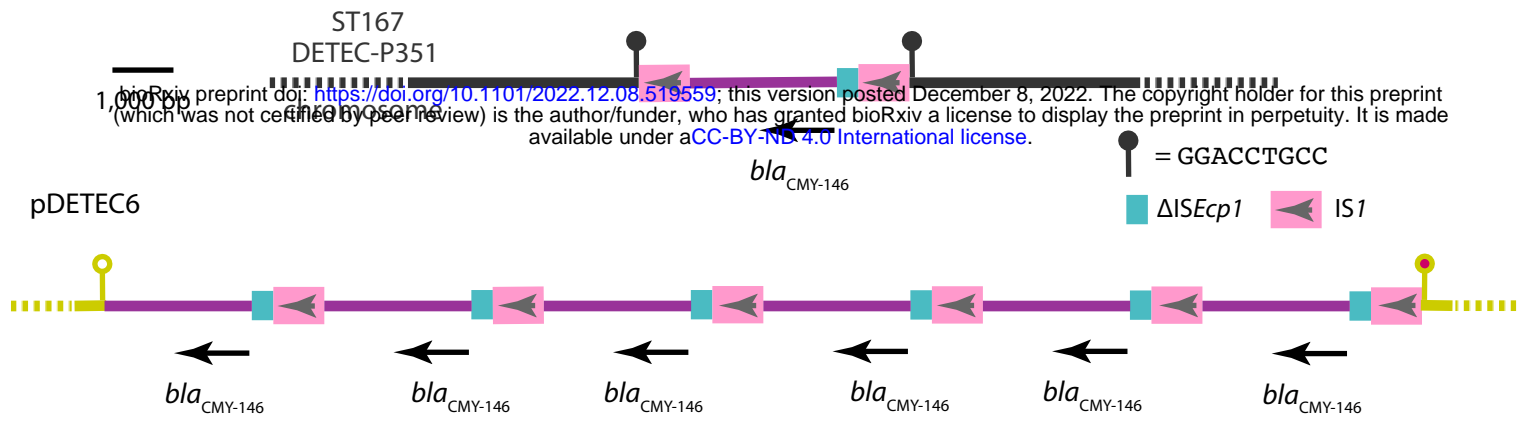 ST167
DETEC-P351
chromosome
1,000 bp
bioRxiv preprint doi: https://doi.org/10.1101/2022.12.08.519559; this version posted December 8, 2022. The copyright holder for this preprint
(which was not certified by peer review) is the author/funder, who has granted bioRxiv a license to display the preprint in perpetuity. It is made
available under aCC-BY-ND 4.0 International license.
blaCMY-146
= GGACCTGCC
ΔISEcp1 IS1
pDETEC6
blaCMY-146 blaCMY-146 blaCMY-146 blaCMY-146 blaCMY-146 blaCMY-146